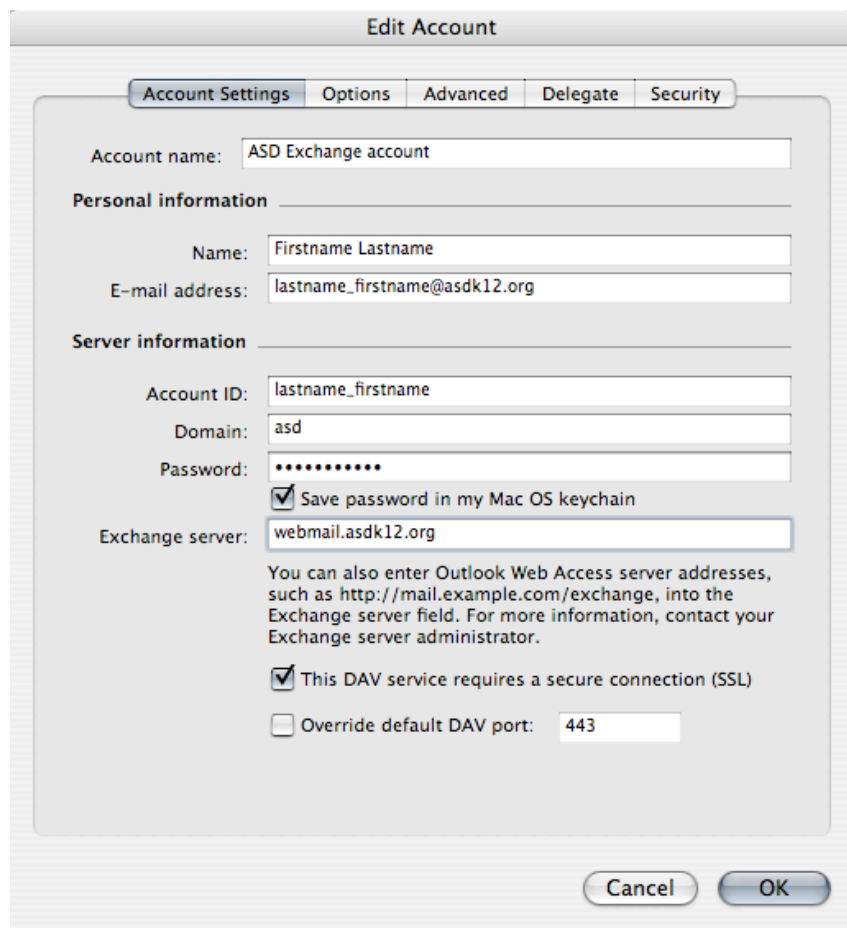 Edit Account
Account Settings Options Advanced Delegate Security
Account name: ASD Exchange account
Personal information
Name: Firstname Lastname
E-mail address: lastname_firstname@asdk12.org
Server information
Account ID: lastname_firstname
Domain: asd
Password: •••••••••••
Save password in my Mac OS keychain
Exchange server: webmail.asdk12.org
You can also enter Outlook Web Access server addresses,
such as http://mail.example.com/exchange, into the
Exchange server field. For more information, contact your
Exchange server administrator.
This DAV service requires a secure connection (SSL)
Override default DAV port: 443
Cancel OK